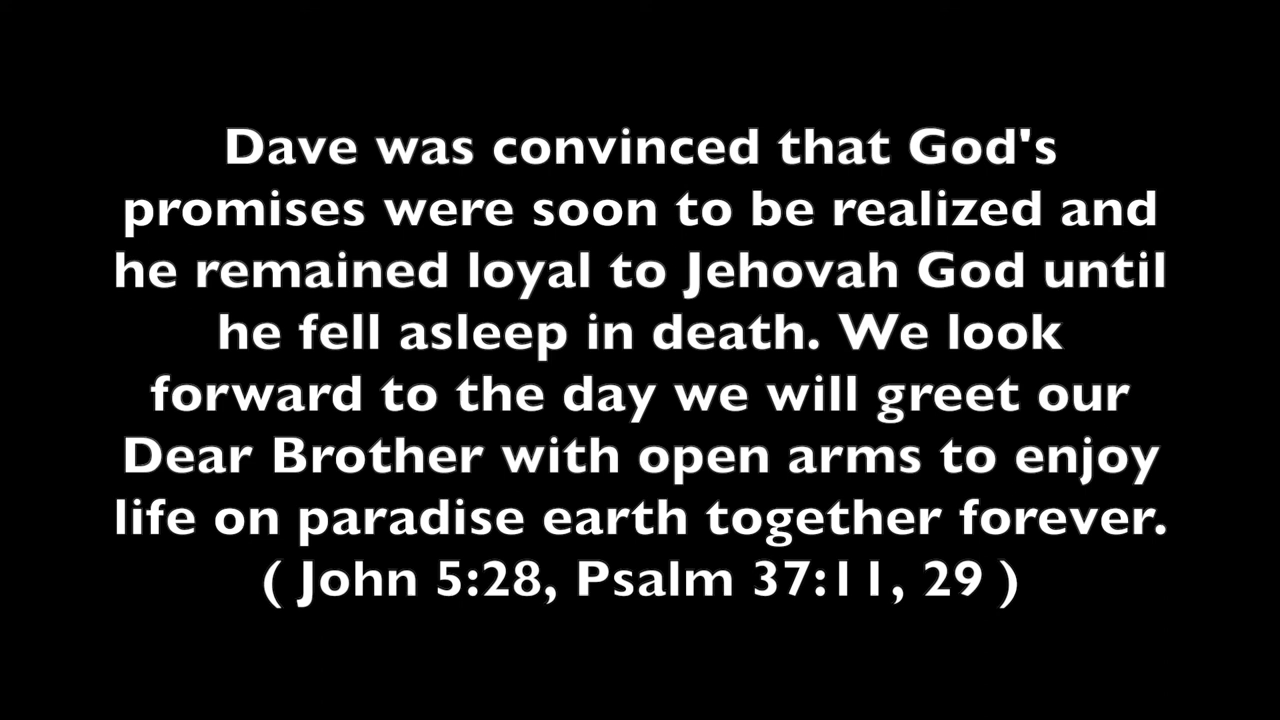 Dave was convinced that God's
promises were soon to be realized and
he remained loyal to Jehovah God until
he fell asleep in death. We look
forward to the day we will greet our
Dear Brother with open arms to enjoy
life on paradise earth together forever.
( John 5:28, Psalm 37:11, 29 )